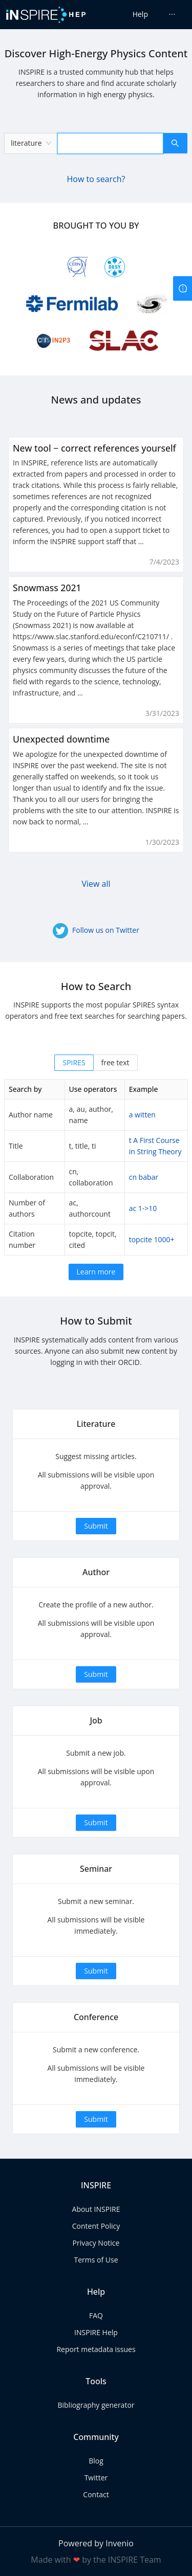 iNSPIRE HEP
Help
...
Discover High-Energy Physics Content
INSPIRE is a trusted community hub that helps
researchers to share and find accurate scholarly
information in high energy physics.
literature
How to search?
BROUGHT TO YOU BY
CERN
DESY
Fermilab
CNRS IN2P3
SLAC
News and updates
New tool − correct references yourself
In INSPIRE, reference lists are automatically
extracted from papers and processed in order to
track citations. While this process is fairly reliable,
sometimes references are not recognized
properly and the corresponding citation is not
captured. Previously, if you noticed incorrect
references, you had to open a support ticket to
inform the INSPIRE support staff that ...
7/4/2023
Snowmass 2021
The Proceedings of the 2021 US Community
Study on the Future of Particle Physics
(Snowmass 2021) is now available at
https://www.slac.stanford.edu/econf/C210711/ .
Snowmass is a series of meetings that take place
every few years, during which the US particle
physics community discusses the future of the
field with regards to the science, technology,
infrastructure, and ...
3/31/2023
Unexpected downtime
We apologize for the unexpected downtime of
INSPIRE over the past weekend. The site is not
generally staffed on weekends, so it took us
longer than usual to identify and fix the issue.
Thank you to all our users for bringing the
problems with the site to our attention. INSPIRE is
now back to normal, ...
1/30/2023
View all
Follow us on Twitter
How to Search
INSPIRE supports the most popular SPIRES syntax
operators and free text searches for searching papers.
SPIRES
free text
Search by Use operators Example
Author name a, au, author, name a witten
Title t, title, ti t A First Course in String Theory
Collaboration cn, collaboration cn babar
Number of authors ac, authorcount ac 1->10
Citation number topcite, topcit, cited topcite 1000+
Learn more
How to Submit
INSPIRE systematically adds content from various
sources. Anyone can also submit new content by
logging in with their ORCID.
Literature
Suggest missing articles.
All submissions will be visible upon
approval.
Submit
Author
Create the profile of a new author.
All submissions will be visible upon
approval.
Submit
Job
Submit a new job.
All submissions will be visible upon
approval.
Submit
Seminar
Submit a new seminar.
All submissions will be visible
immediately.
Submit
Conference
Submit a new conference.
All submissions will be visible
immediately.
Submit
INSPIRE
About INSPIRE
Content Policy
Privacy Notice
Terms of Use
Help
FAQ
INSPIRE Help
Report metadata issues
Tools
Bibliography generator
Community
Blog
Twitter
Contact
Powered by Invenio
Made with ❤ by the INSPIRE Team